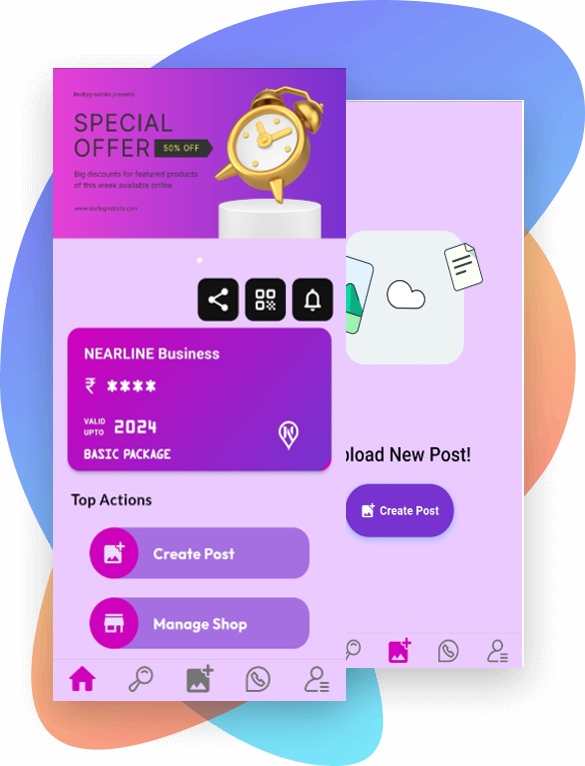 Reallygreatsite presents
SPECIAL
OFFER
50% OFF
Big discounts for featured products
of this week available online
www.reallygreatsite.com
NEARLINE Business
₹ ****
VALID
UPTO 2024
BASIC PACKAGE
Top Actions
Create Post
Manage Shop
pload New Post!
Create Post